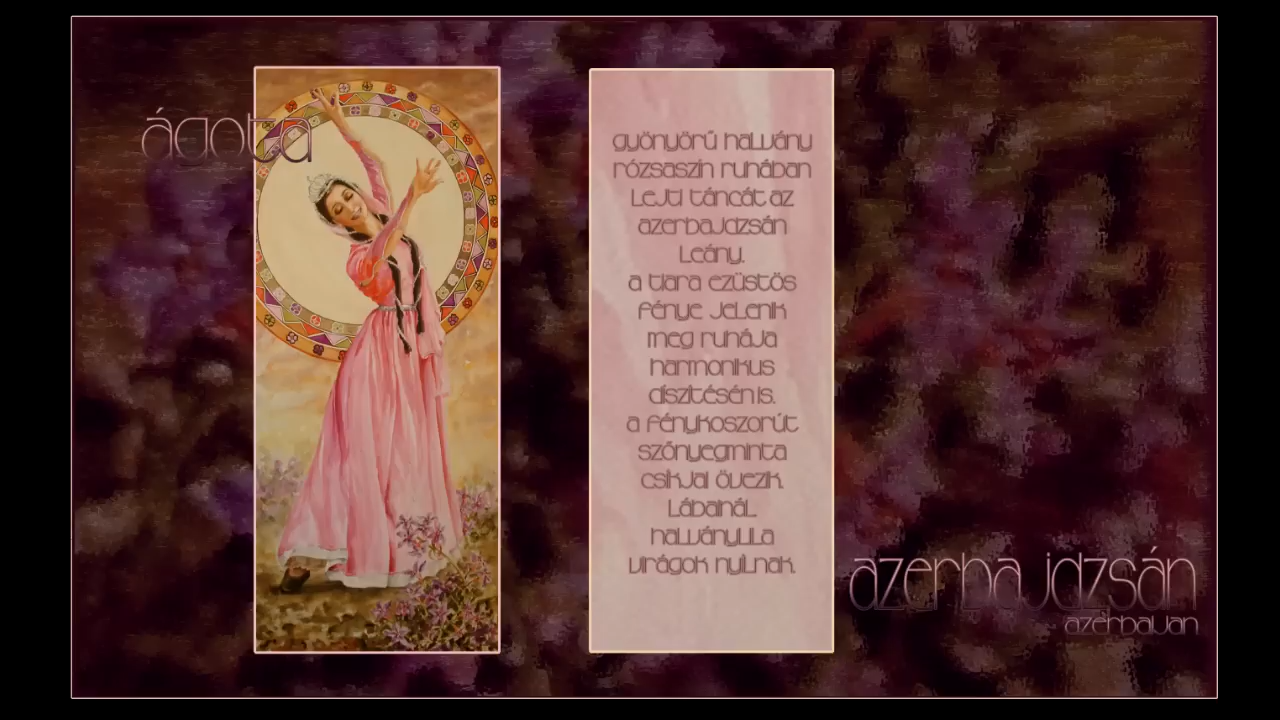 ágota
gyönyörű halvány
rózsaszín ruhában
lejti táncát az
azerbajdzsán
leány.
a tiara ezüstös
fénye jelenik
meg ruhája
harmonikus
díszítésén is.
a fénykoszorút
szőnyegminta
csíkjai övezik.
lábainál
halványlila
virágok nyílnak.
azerbajdzsán
azerbaijan